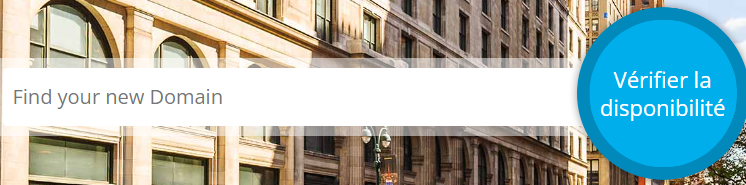 Find your new Domain
Vérifier la
disponibilité